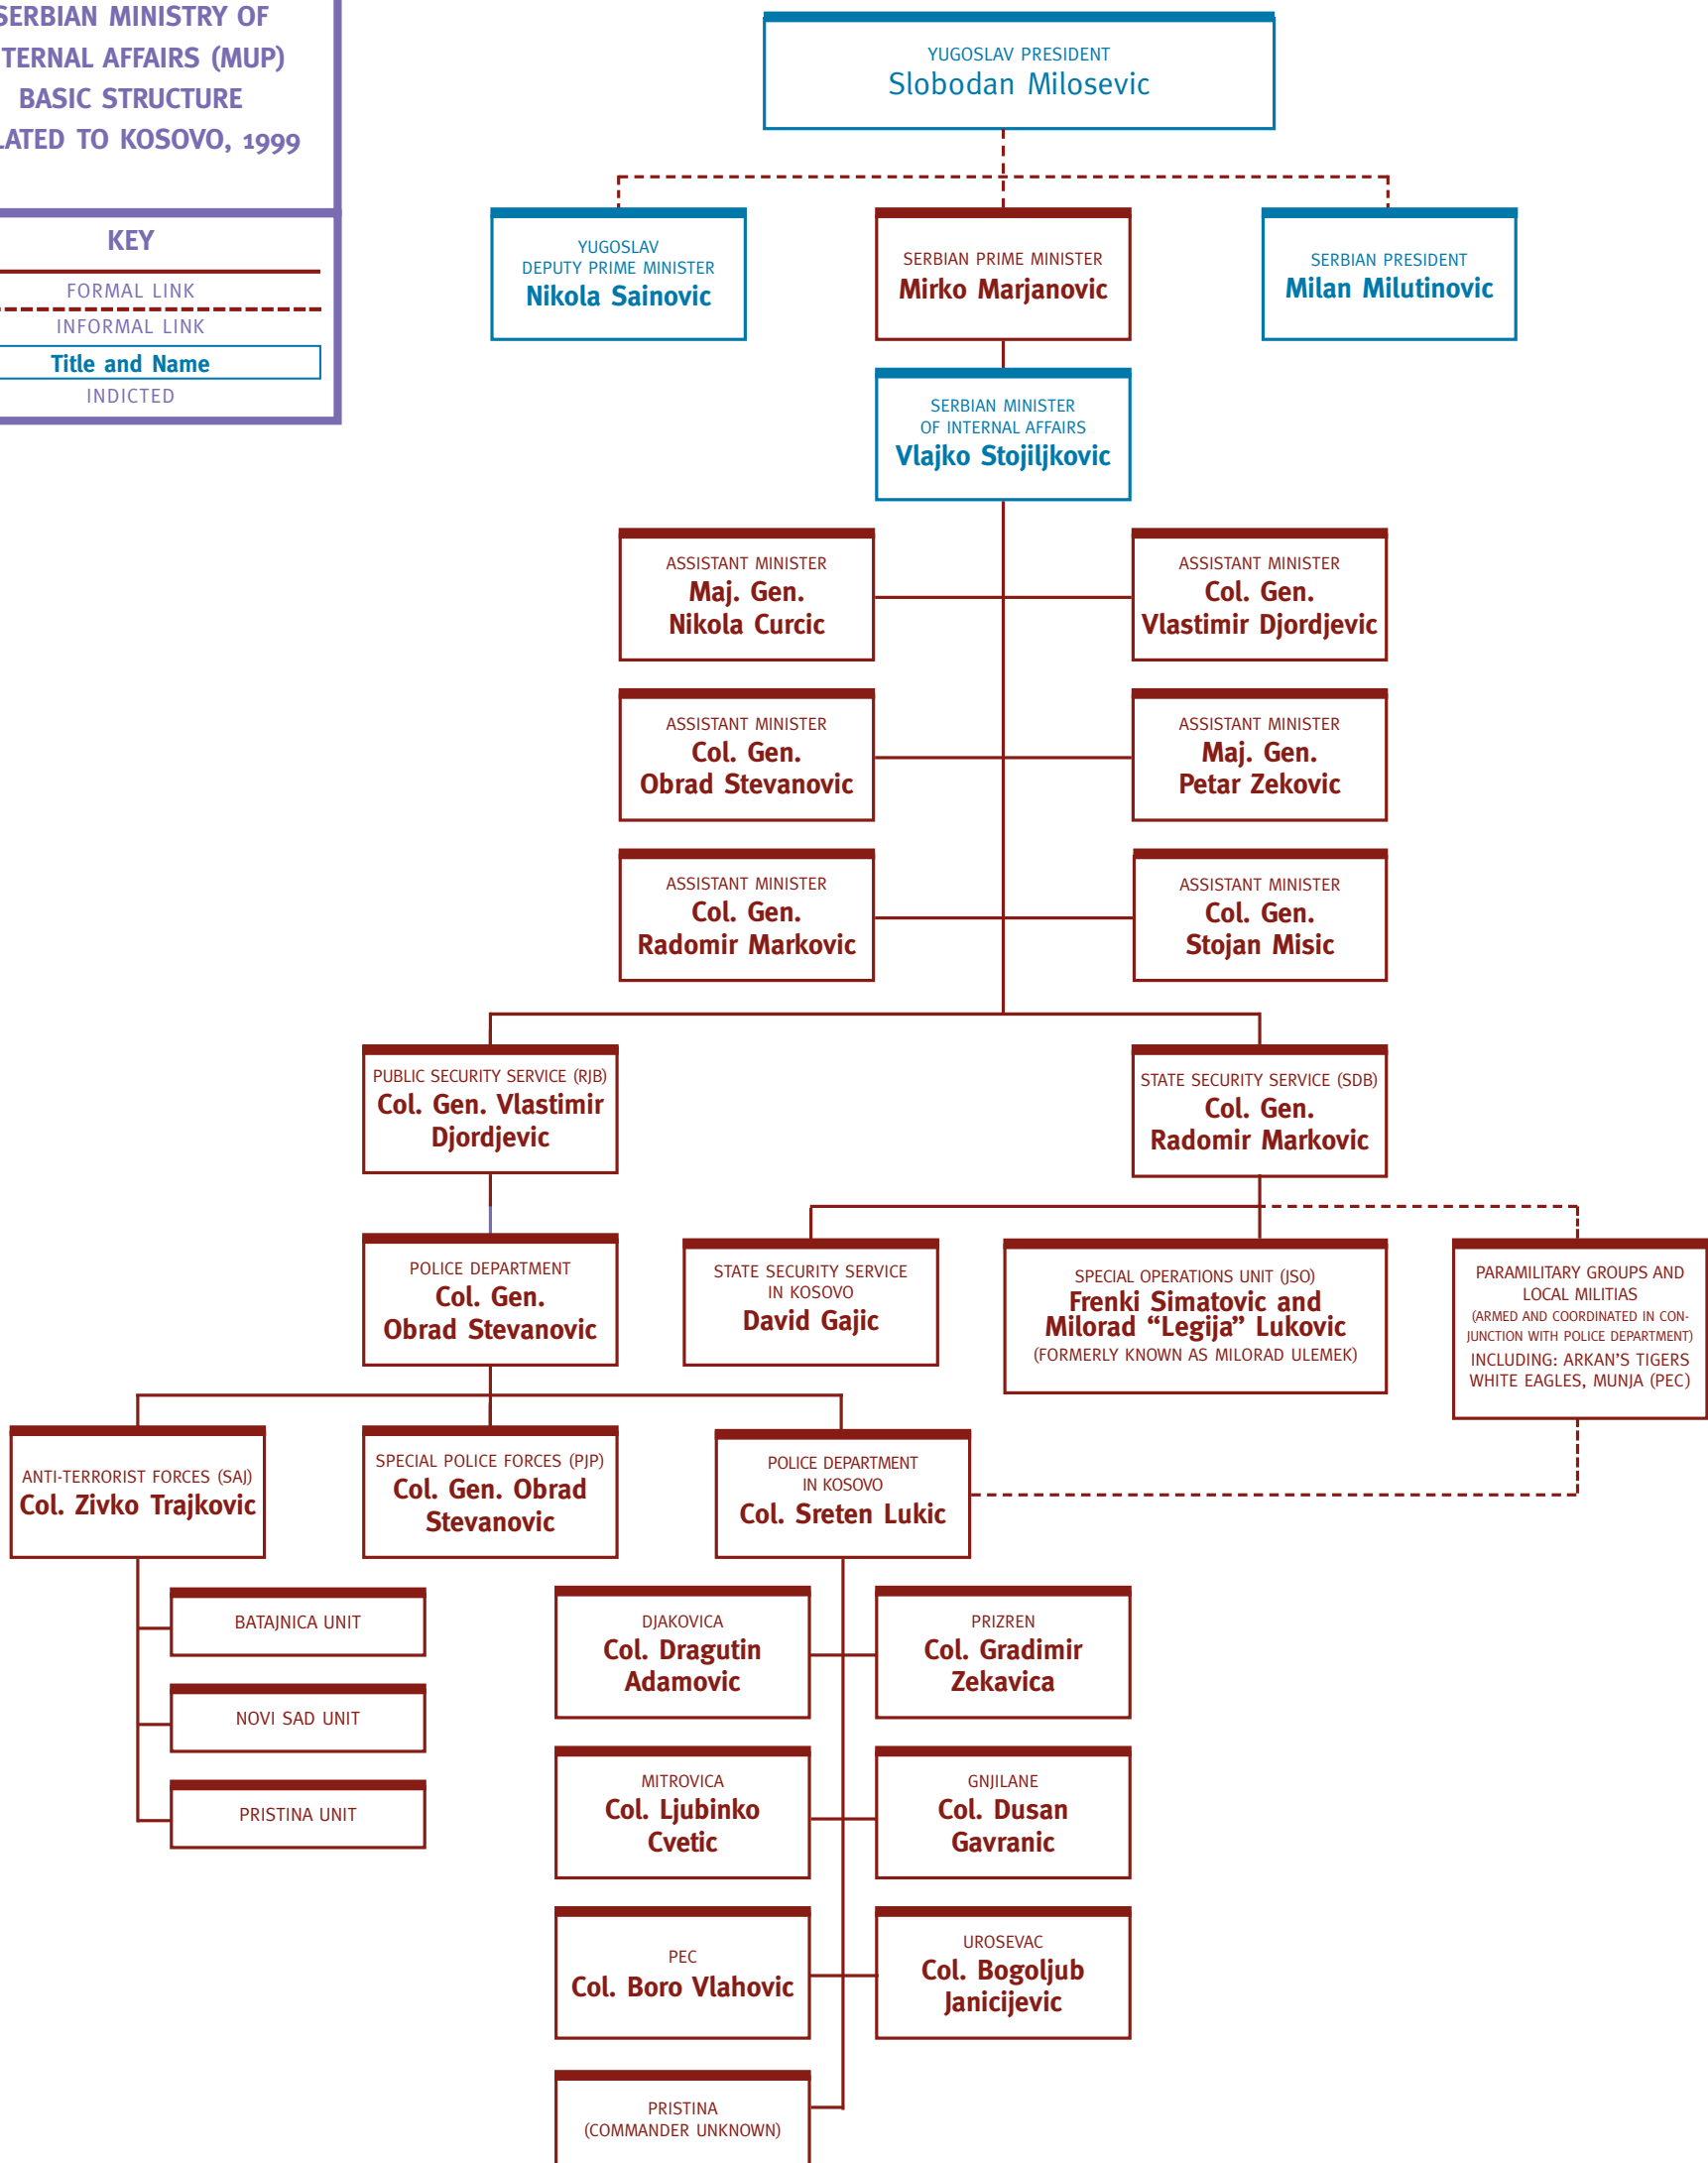 SERBIAN MINISTRY OF
TERNAL AFFAIRS (MUP)
BASIC STRUCTURE
LATED TO KOSOVO, 1999
KEY
FORMAL LINK
INFORMAL LINK
Title and Name
INDICTED
YUGOSLAV PRESIDENT
Slobodan Milosevic
YUGOSLAV
DEPUTY PRIME MINISTER
Nikola Sainovic
SERBIAN PRIME MINISTER
Mirko Marjanovic
SERBIAN PRESIDENT
Milan Milutinovic
SERBIAN MINISTER
OF INTERNAL AFFAIRS
Vlajko Stojiljkovic
ASSISTANT MINISTER
Maj. Gen.
Nikola Curcic
ASSISTANT MINISTER
Col. Gen.
Vlastimir Djordjevic
ASSISTANT MINISTER
Col. Gen.
Obrad Stevanovic
ASSISTANT MINISTER
Maj. Gen.
Petar Zekovic
ASSISTANT MINISTER
Col. Gen.
Radomir Markovic
ASSISTANT MINISTER
Col. Gen.
Stojan Misic
PUBLIC SECURITY SERVICE (RJB)
Col. Gen. Vlastimir
Djordjevic
STATE SECURITY SERVICE (SDB)
Col. Gen.
Radomir Markovic
POLICE DEPARTMENT
Col. Gen.
Obrad Stevanovic
STATE SECURITY SERVICE
IN KOSOVO
David Gajic
SPECIAL OPERATIONS UNIT (JSO)
Frenki Simatovic and
Milorad “Legija” Lukovic
(FORMERLY KNOWN AS MILORAD ULEMEK)
PARAMILITARY GROUPS AND
LOCAL MILITIAS
(ARMED AND COORDINATED IN CON-
JUNCTION WITH POLICE DEPARTMENT)
INCLUDING: ARKAN’S TIGERS
WHITE EAGLES, MUNJA (PEC)
ANTI-TERRORIST FORCES (SAJ)
Col. Zivko Trajkovic
SPECIAL POLICE FORCES (PJP)
Col. Gen. Obrad
Stevanovic
POLICE DEPARTMENT
IN KOSOVO
Col. Sreten Lukic
BATAJNICA UNIT
NOVI SAD UNIT
PRISTINA UNIT
DJAKOVICA
Col. Dragutin
Adamovic
PRIZREN
Col. Gradimir
Zekavica
MITROVICA
Col. Ljubinko
Cvetic
GNJILANE
Col. Dusan
Gavranic
PEC
Col. Boro Vlahovic
UROSEVAC
Col. Bogoljub
Janicijevic
PRISTINA
(COMMANDER UNKNOWN)